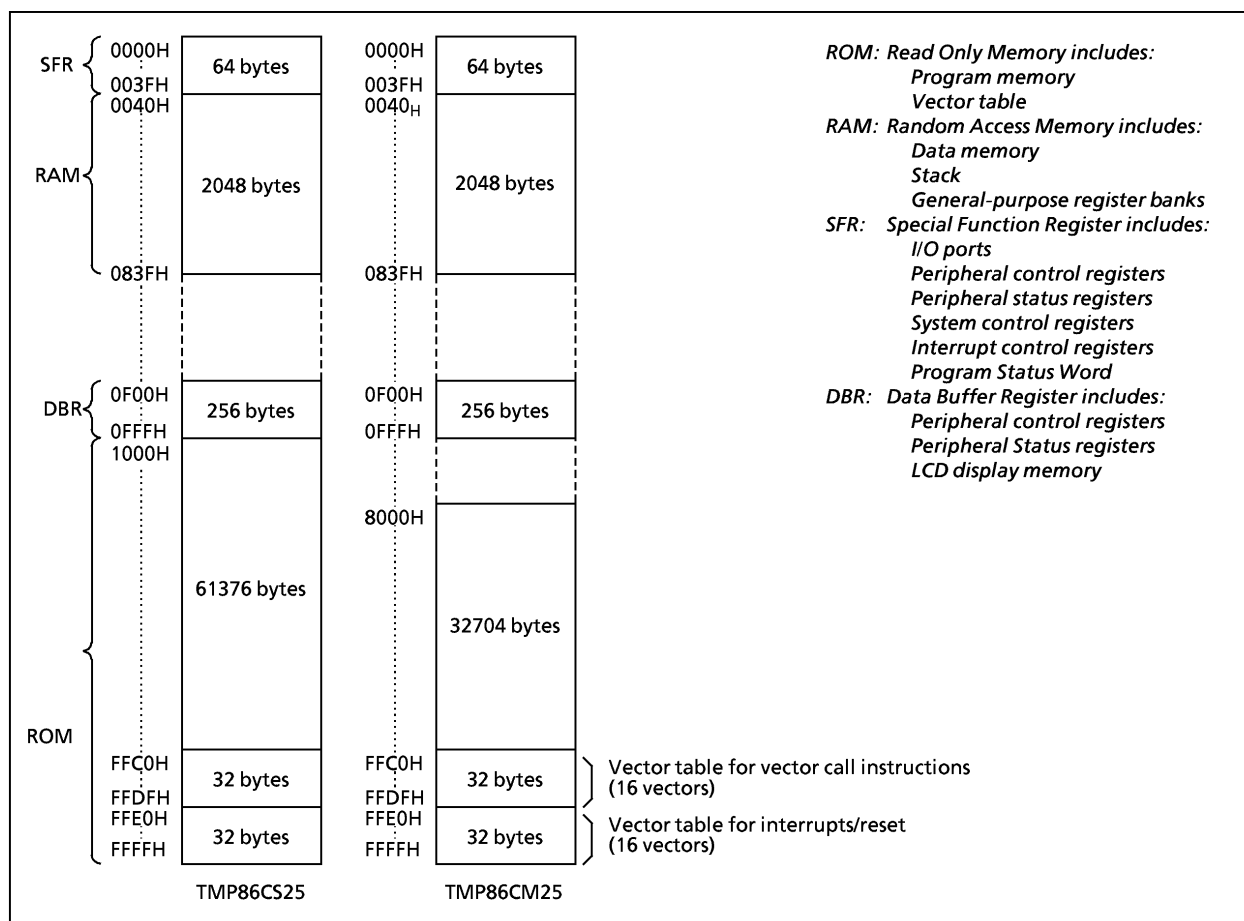 SFR
RAM
DBR
ROM
0000H
003FH
0040H
083FH
0F00H
0FFFH
1000H
FFC0H
FFDFH
FFE0H
FFFFH
64 bytes
2048 bytes
256 bytes
61376 bytes
32 bytes
32 bytes
TMP86CS25
0000H
003FH
0040H
083FH
0F00H
0FFFH
8000H
FFC0H
FFDFH
FFE0H
FFFFH
64 bytes
2048 bytes
256 bytes
32704 bytes
32 bytes
32 bytes
TMP86CM25
Vector table for vector call instructions
(16 vectors)
Vector table for interrupts/reset
(16 vectors)
ROM: Read Only Memory includes:
Program memory
Vector table
RAM: Random Access Memory includes:
Data memory
Stack
General-purpose register banks
SFR: Special Function Register includes:
I/O ports
Peripheral control registers
Peripheral status registers
System control registers
Interrupt control registers
Program Status Word
DBR: Data Buffer Register includes:
Peripheral control registers
Peripheral Status registers
LCD display memory